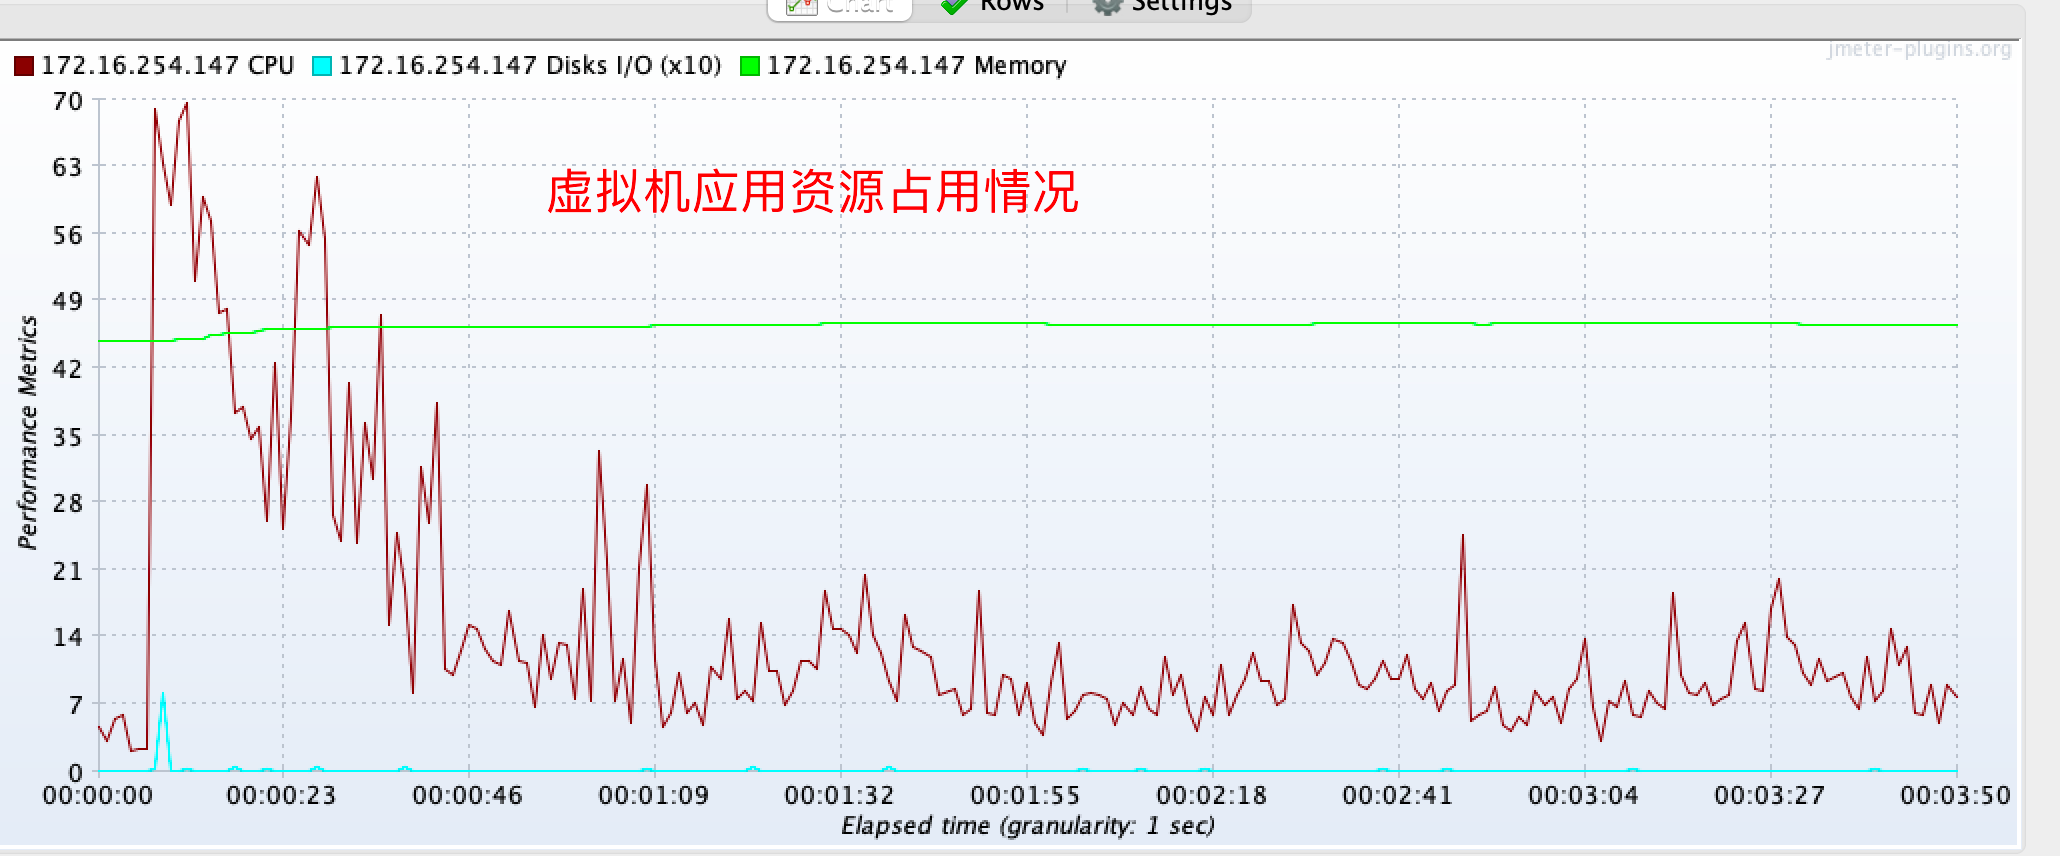 Chart Rows Settings
jmeter-plugins.org
172.16.254.147 CPU 172.16.254.147 Disks I/O (x10) 172.16.254.147 Memory
虚拟机应用资源占用情况
Performance Metrics
70
63
56
49
42
35
28
21
14
7
0
00:00:00 00:00:23 00:00:46 00:01:09 00:01:32 00:01:55 00:02:18 00:02:41 00:03:04 00:03:27 00:03:50
Elapsed time (granularity: 1 sec)